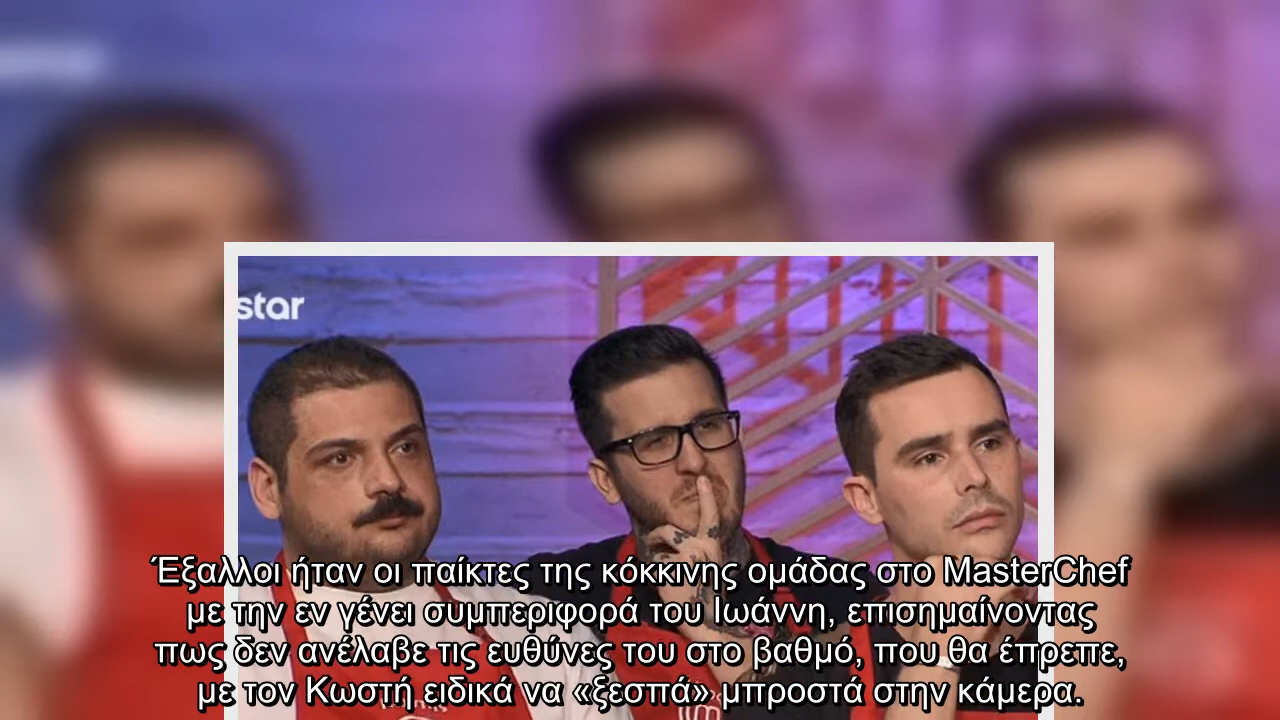 star
Έξαλλοι ήταν οι παίκτες της κόκκινης ομάδας στο MasterChef
με την εν γένει συμπεριφορά του Ιωάννη, επισημαίνοντας
πως δεν ανέλαβε τις ευθύνες του στο βαθμό, που θα έπρεπε,
με τον Κωστή ειδικά να «ξεσπά» μπροστά στην κάμερα.